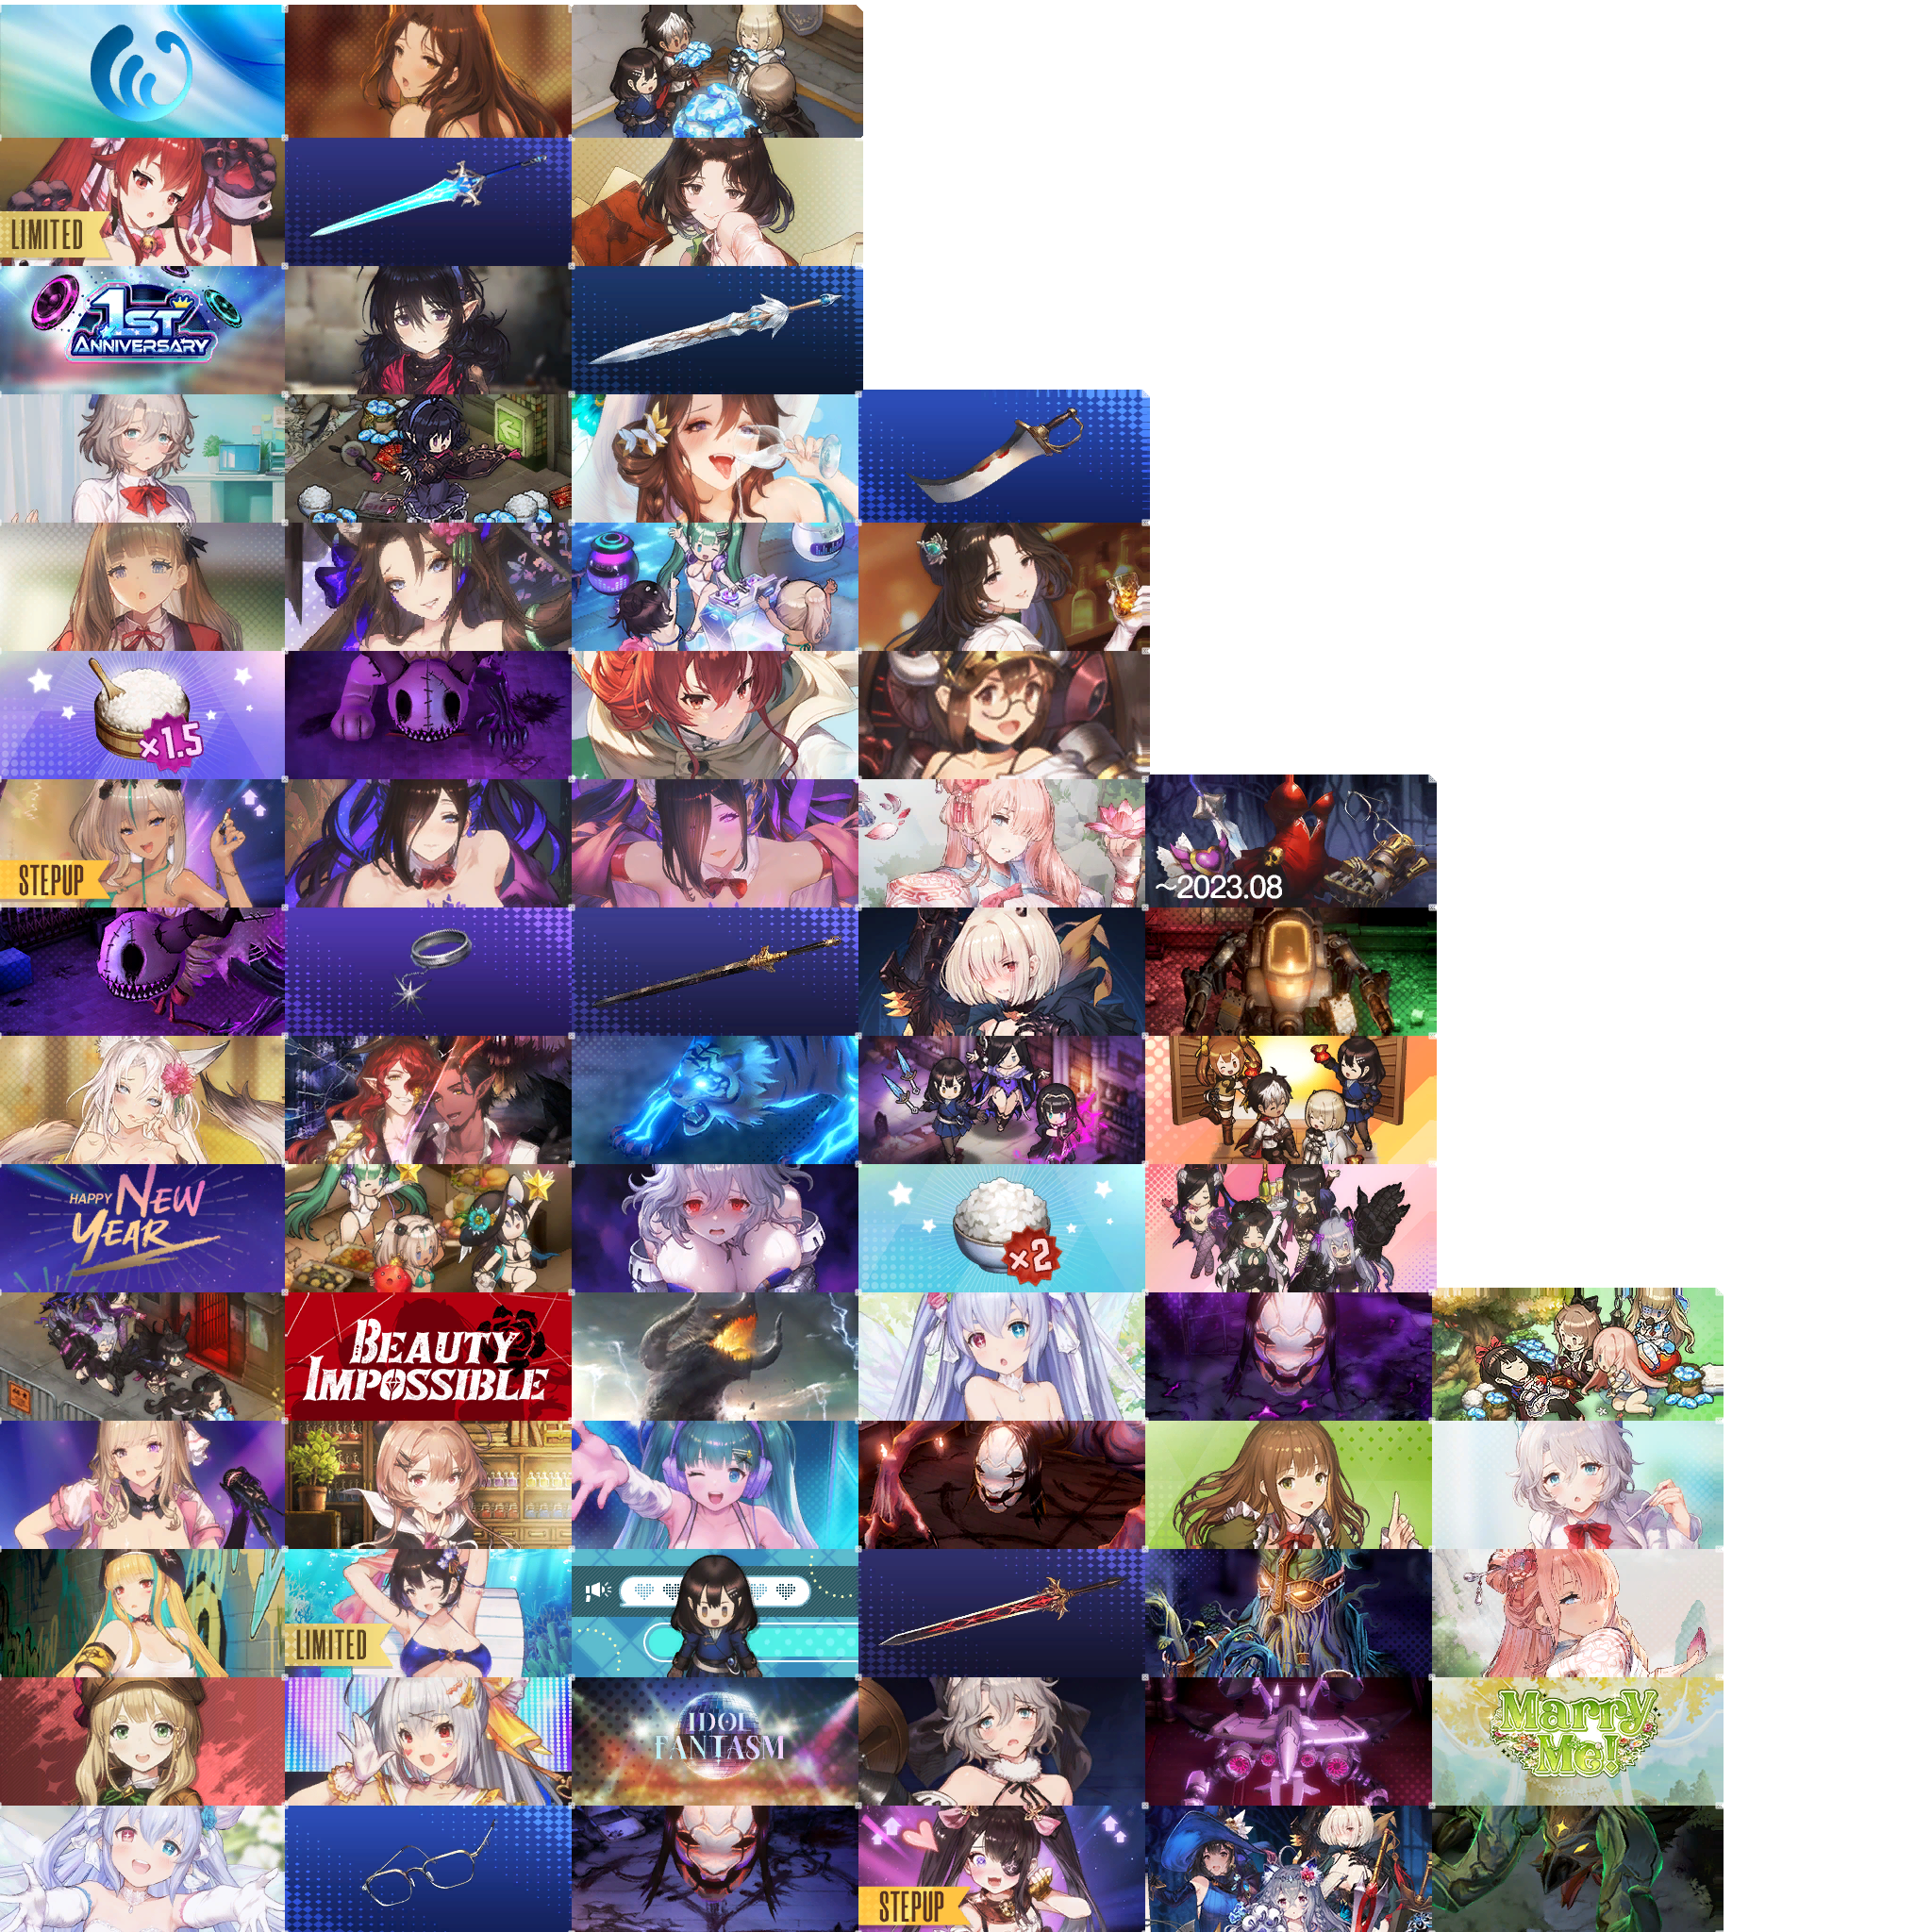 LIMITED
1ST
ANNIVERSARY
×1.5
STEPUP
~2023.08
HAPPY NEW
YEAR
×2
BEAUTY
IMPOSSIBLE
LIMITED
IDOL
FANTASM
Marry
Me!
STEPUP